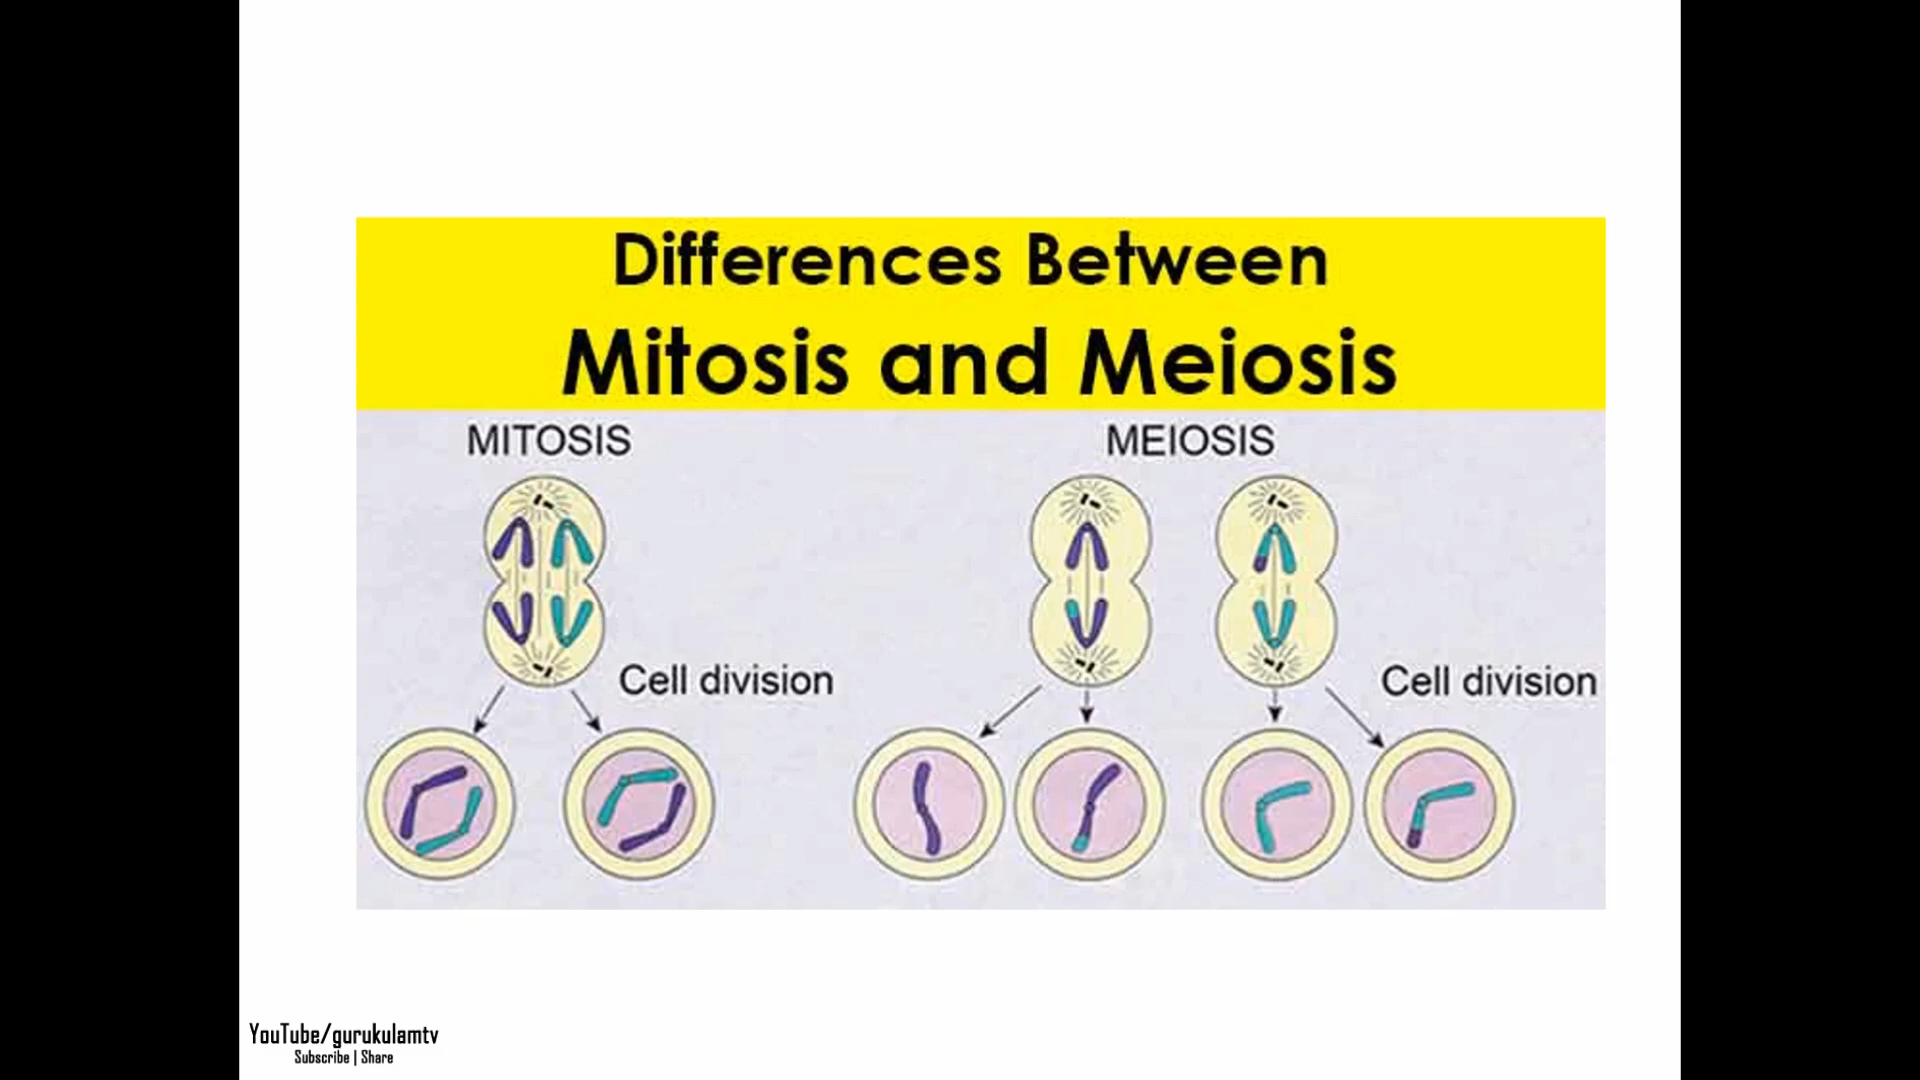 Differences Between
Mitosis and Meiosis
MITOSIS
MEIOSIS
Cell division
Cell division
YouTube/gurukulamtv
Subscribe | Share